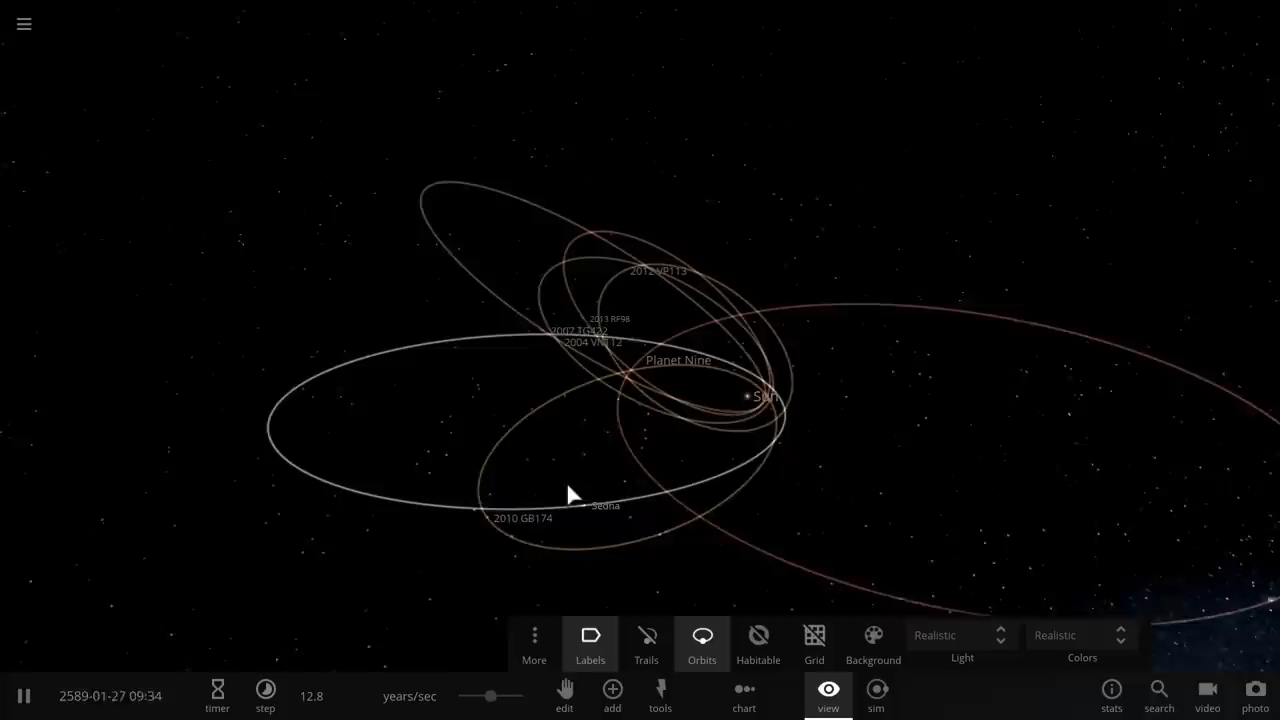 2012 VP113
2013 RF98
2007 TG422
2004 VN112
Planet Nine
Sun
Sedna
2010 GB174
More
Labels
Trails
Orbits
Habitable
Grid
Background
Realistic
Light
Realistic
Colors
2589-01-27 09:34
timer
step
12.8
years/sec
edit
add
tools
chart
view
sim
stats
search
video
photo